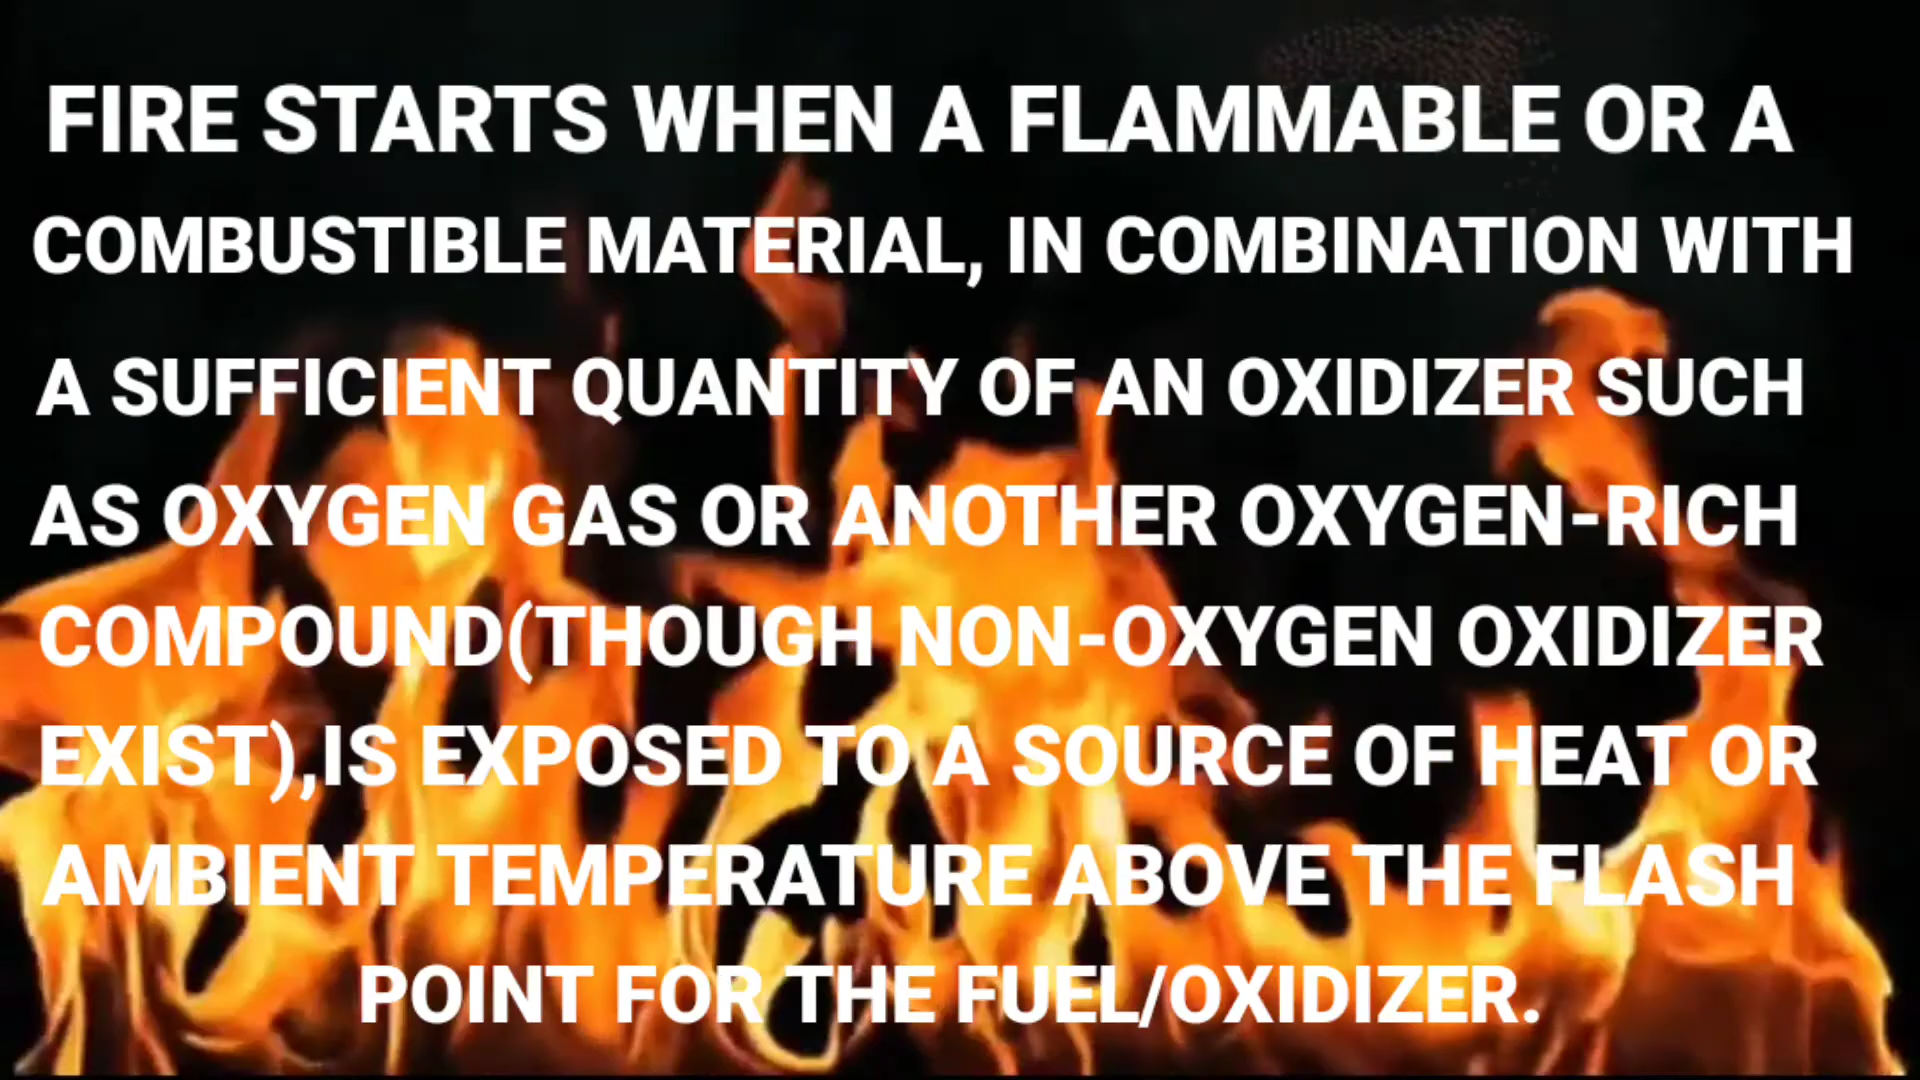 FIRE STARTS WHEN A FLAMMABLE OR A
COMBUSTIBLE MATERIAL, IN COMBINATION WITH
A SUFFICIENT QUANTITY OF AN OXIDIZER SUCH
AS OXYGEN GAS OR ANOTHER OXYGEN-RICH
COMPOUND(THOUGH NON-OXYGEN OXIDIZER
EXIST),IS EXPOSED TO A SOURCE OF HEAT OR
AMBIENT TEMPERATURE ABOVE THE FLASH
POINT FOR THE FUEL/OXIDIZER.